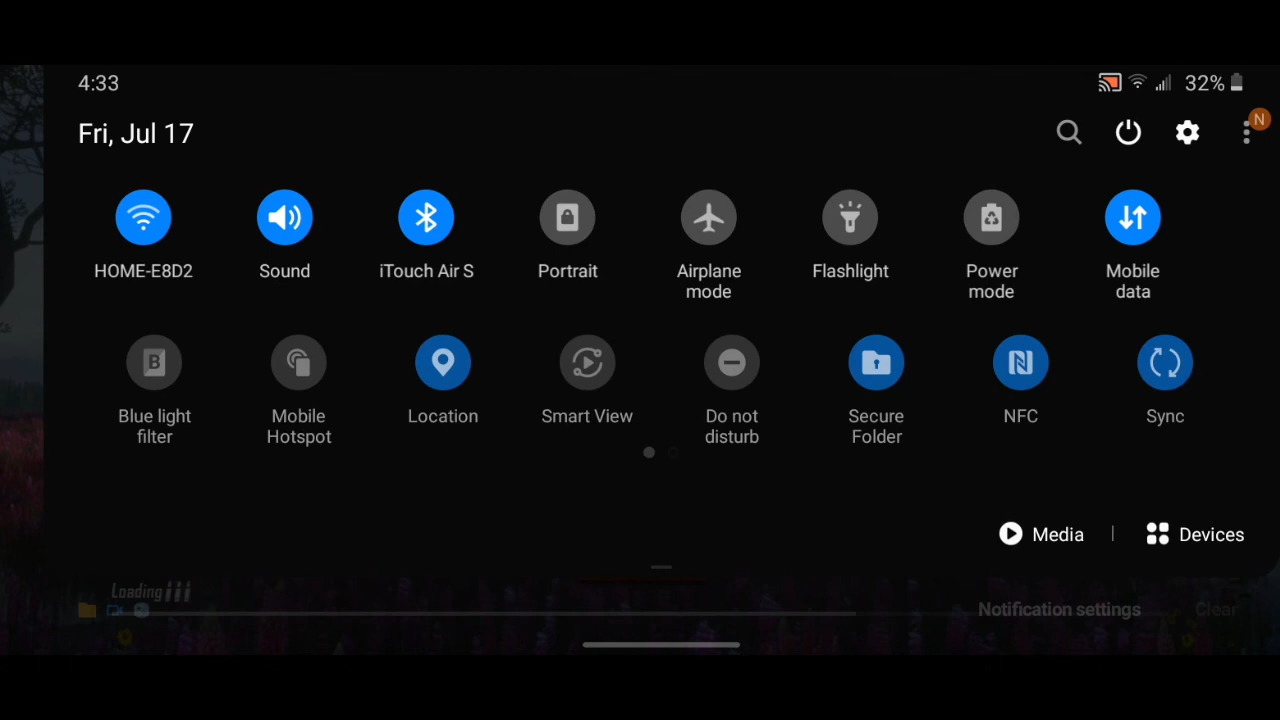 4:33
32%
Fri, Jul 17
N
HOME-E8D2
Sound
iTouch Air S
Portrait
Airplane
mode
Flashlight
Power
mode
Mobile
data
B
Blue light
filter
Mobile
Hotspot
Location
Smart View
Do not
disturb
Secure
Folder
NFC
Sync
Media
Devices
Loading
Notification settings
Clear